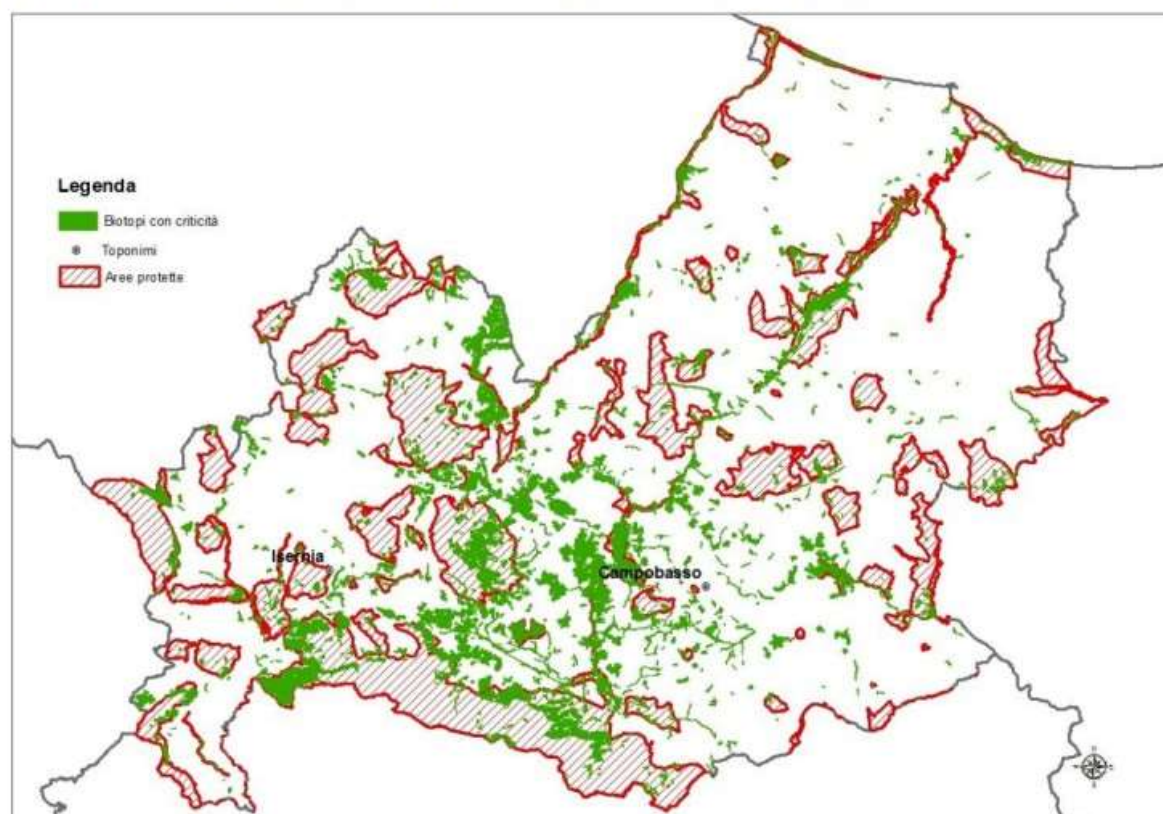 Legenda
Biotopi con criticità
Toponimi
Aree protette
Isernia
Campobasso